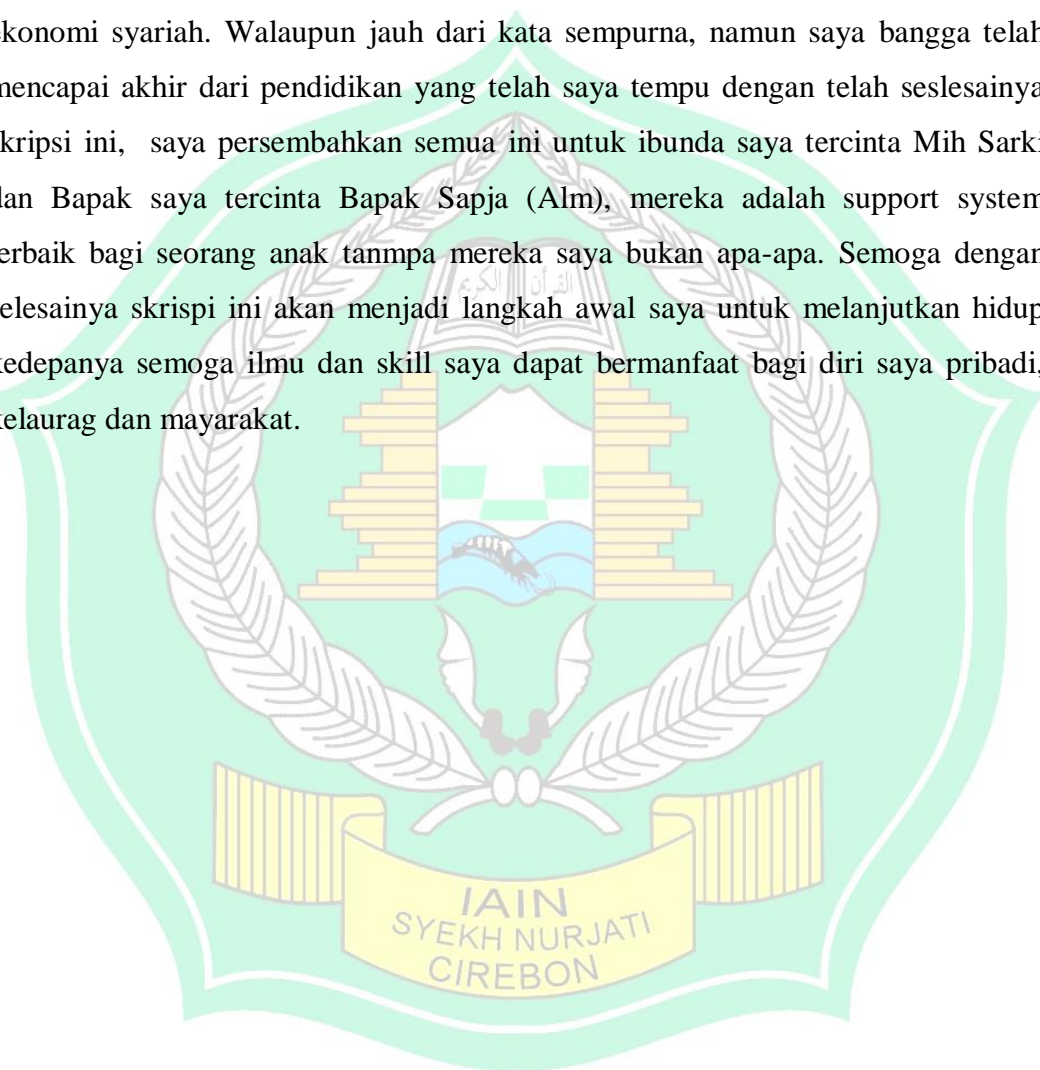 ekonomi syariah. Walaupun jauh dari kata sempurna, namun saya bangga telah
mencapai akhir dari pendidikan yang telah saya tempu dengan telah seslesainya
skripsi ini, saya persembahkan semua ini untuk ibunda saya tercinta Mih Sarki
dan Bapak saya tercinta Bapak Sapja (Alm), mereka adalah support system
terbaik bagi seorang anak tanmpa mereka saya bukan apa-apa. Semoga dengan
selesainya skrispi ini akan menjadi langkah awal saya untuk melanjutkan hidup
kedepanya semoga ilmu dan skill saya dapat bermanfaat bagi diri saya pribadi,
kelaurag dan mayarakat.
القرآن الكريم
IAIN
SYEKH NURJATI
CIREBON